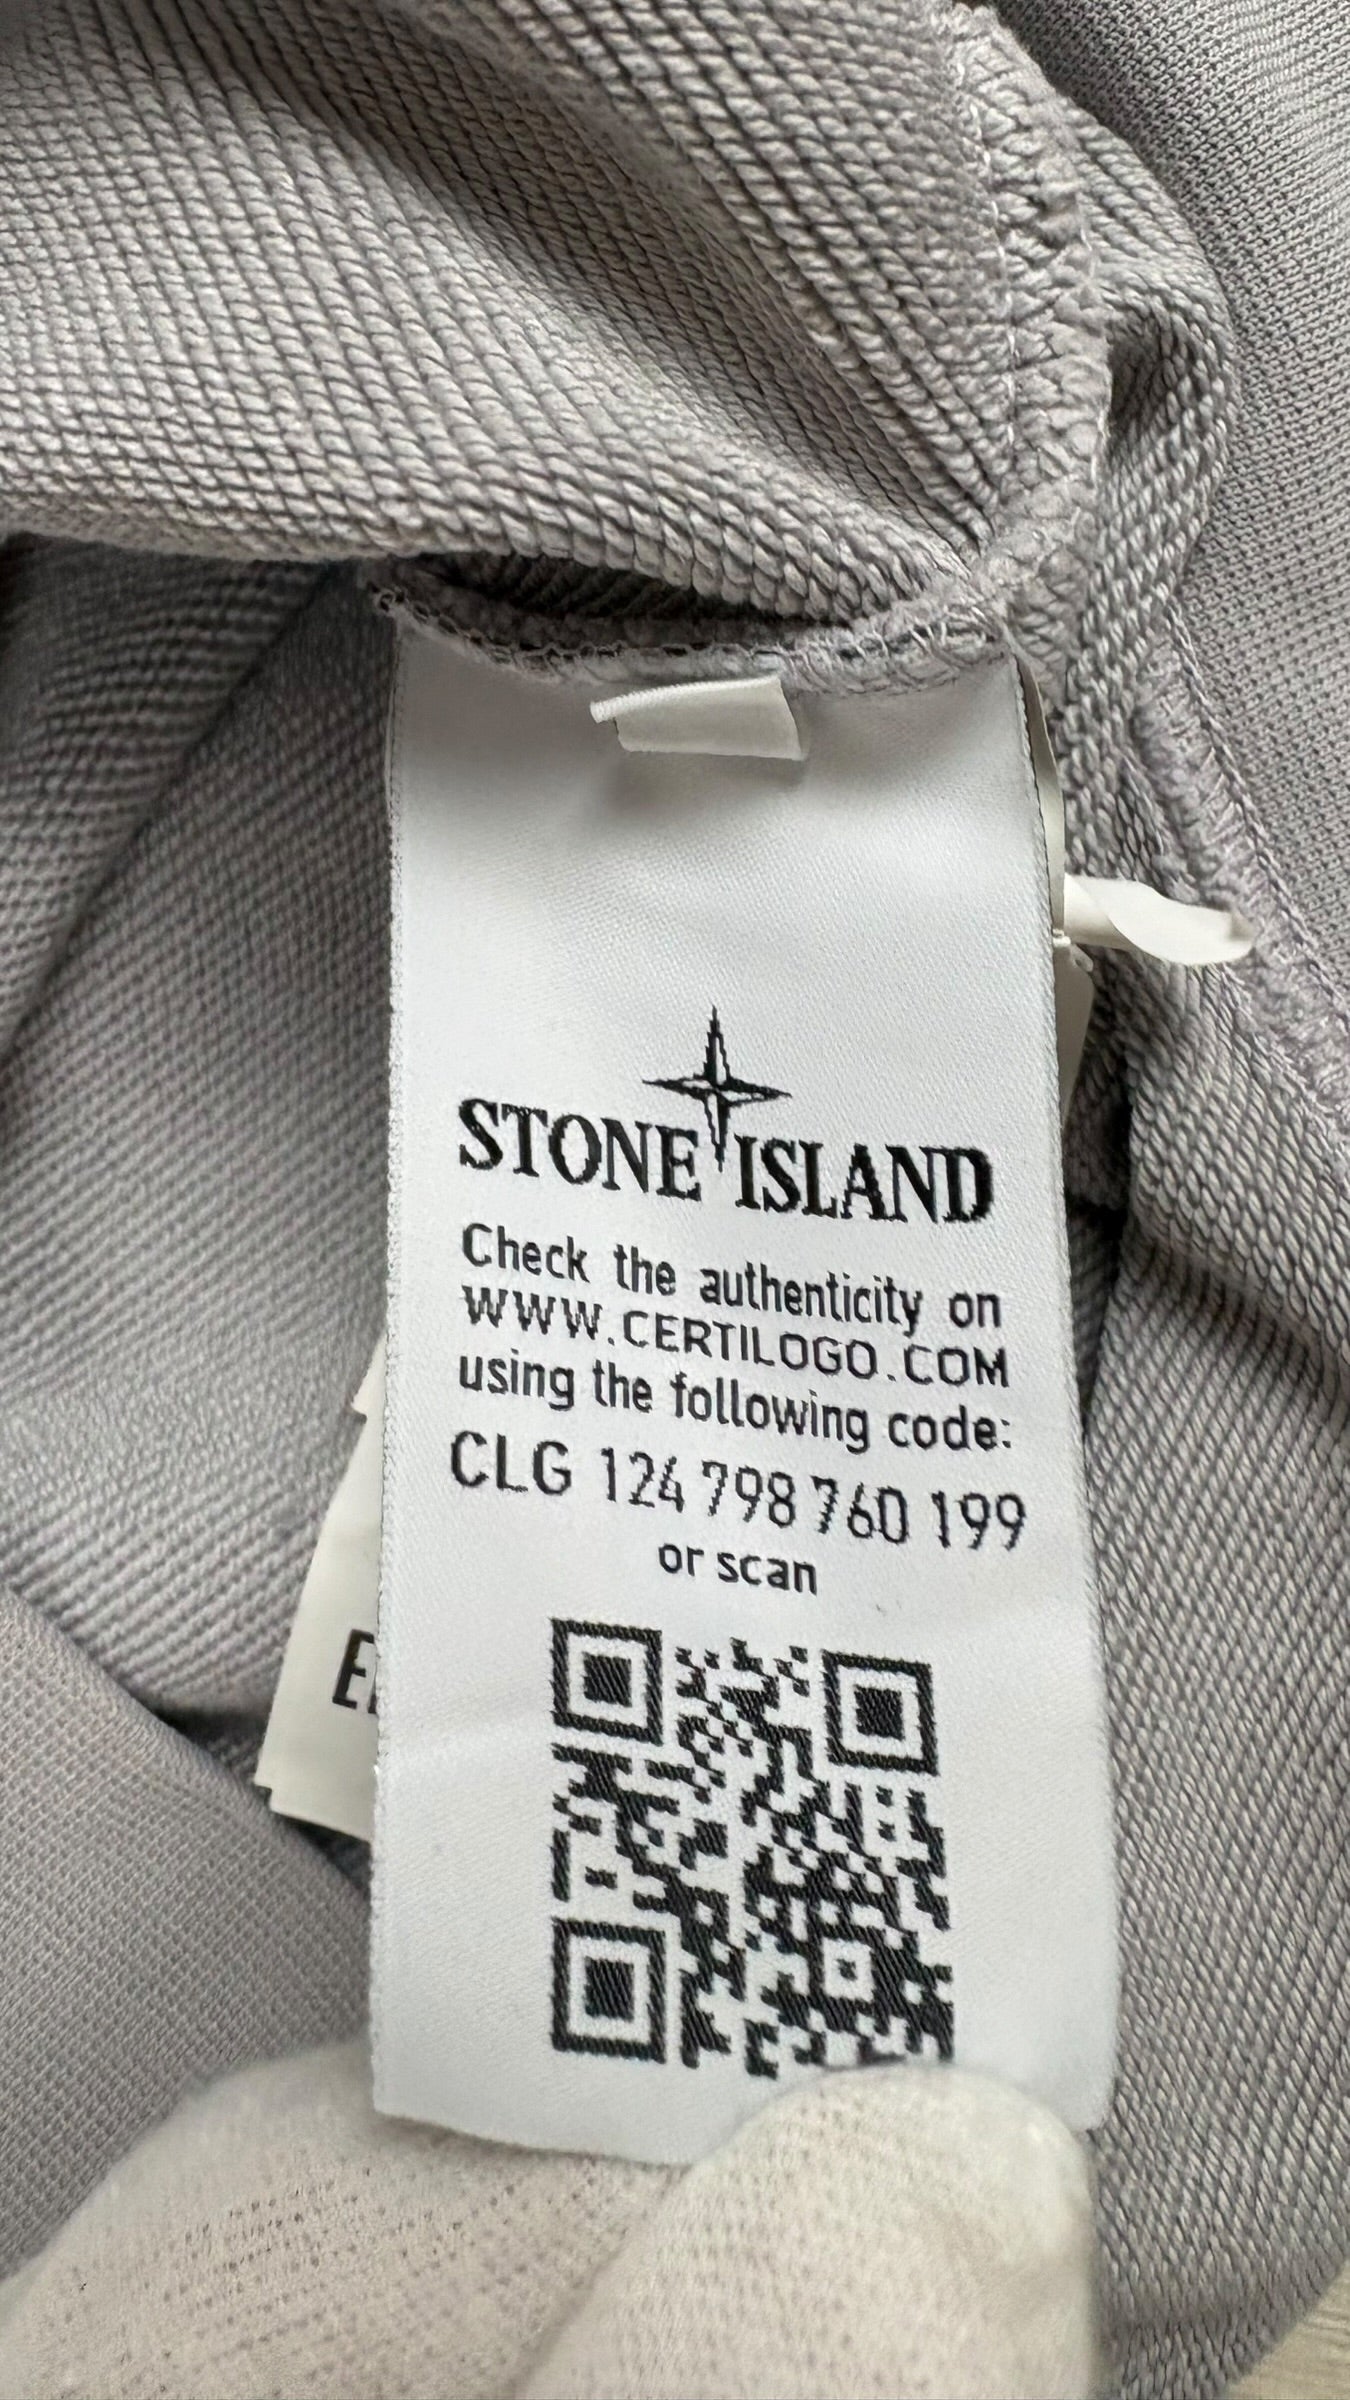 STONE ISLAND
Check the authenticity on
WWW.CERTILOGO.COM
using the following code:
CLG 124 798 760 199
or scan